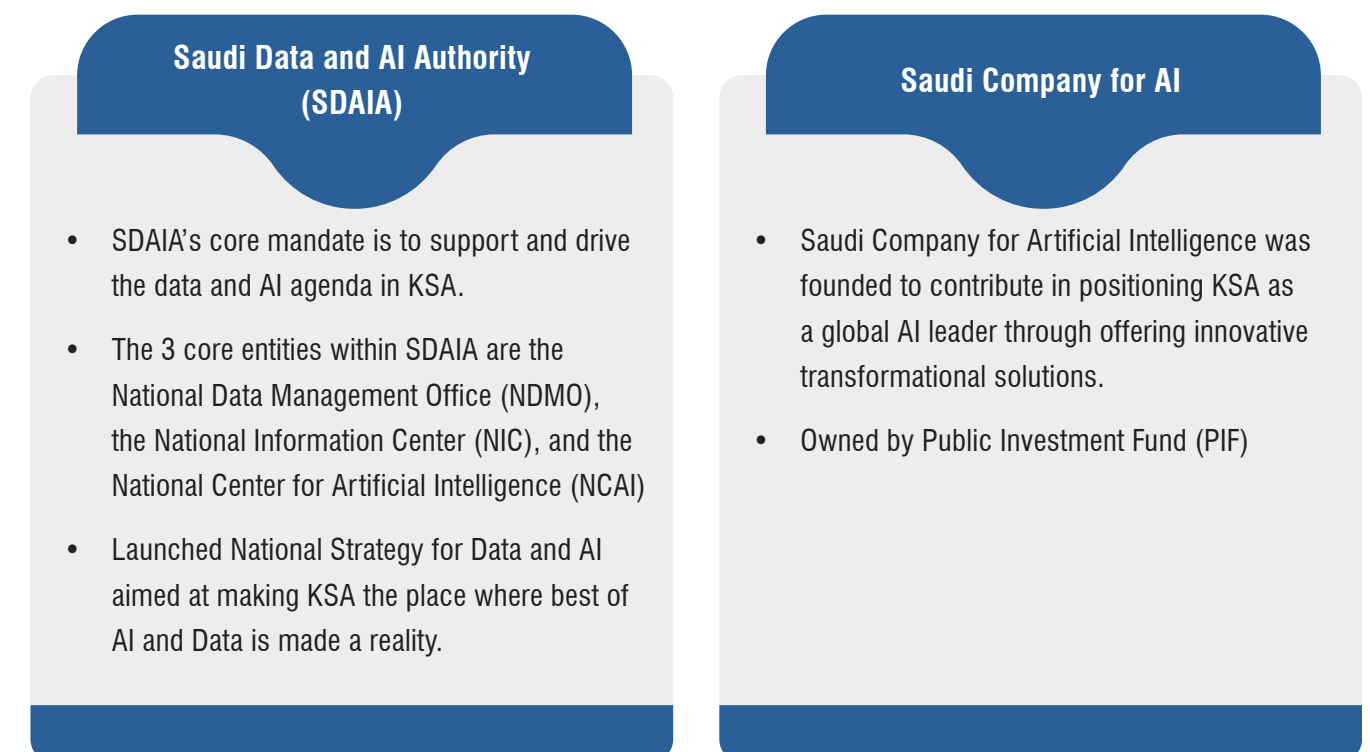 Saudi Data and AI Authority
(SDAIA)
• SDAIA’s core mandate is to support and drive
the data and AI agenda in KSA.
• The 3 core entities within SDAIA are the
National Data Management Office (NDMO),
the National Information Center (NIC), and the
National Center for Artificial Intelligence (NCAI)
• Launched National Strategy for Data and AI
aimed at making KSA the place where best of
AI and Data is made a reality.
Saudi Company for AI
• Saudi Company for Artificial Intelligence was
founded to contribute in positioning KSA as
a global AI leader through offering innovative
transformational solutions.
• Owned by Public Investment Fund (PIF)